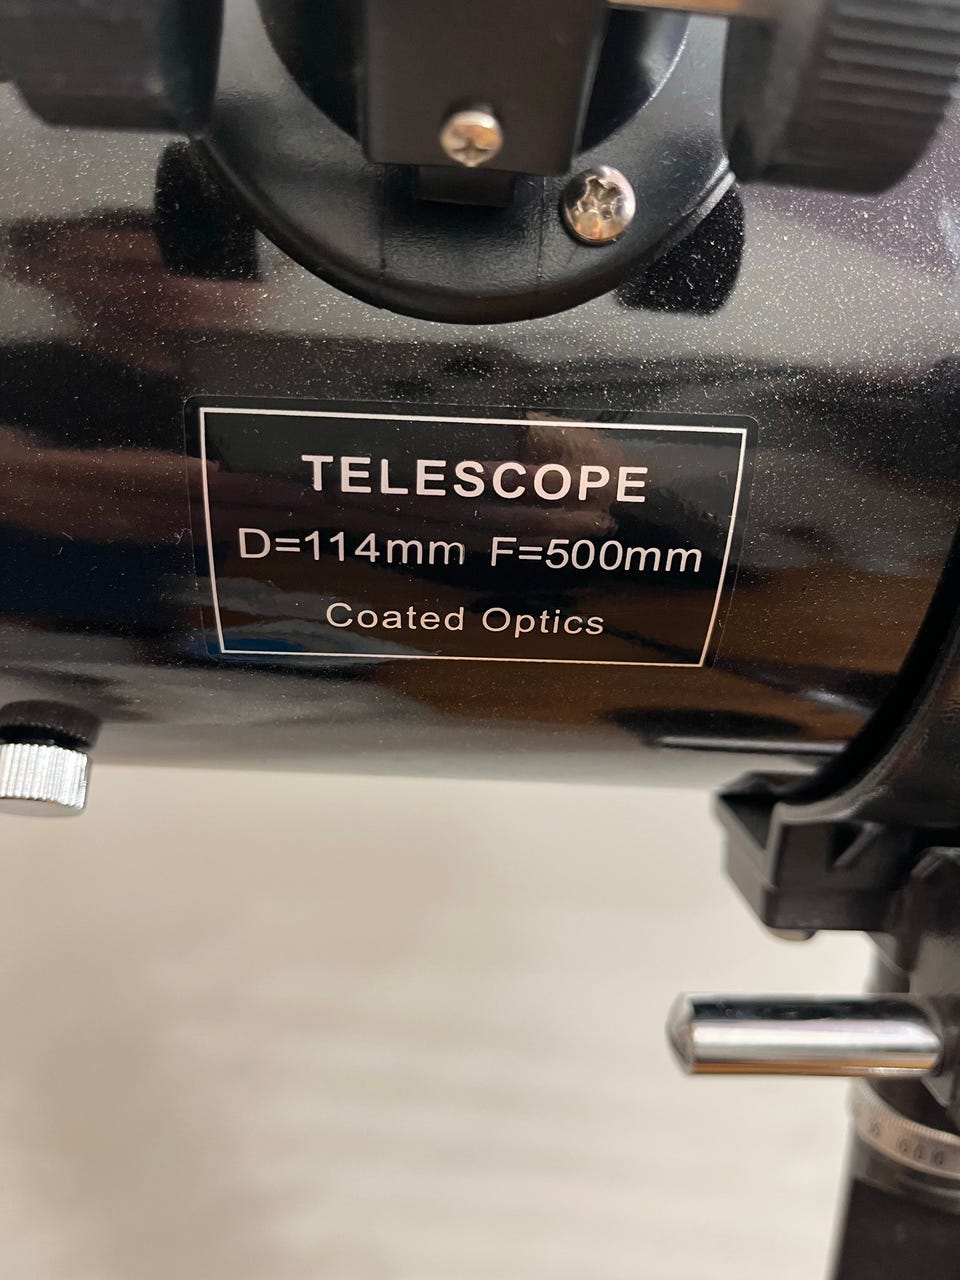 TELESCOPE
D=114mm F=500mm
Coated Optics